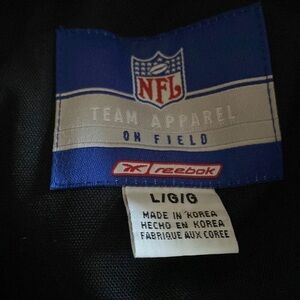 NFL
TEAM APPAREL
ON FIELD
Reebok
L/G/G
MADE IN KOREA
HECHO EN KOREA
FABRIQUE AUX COREE